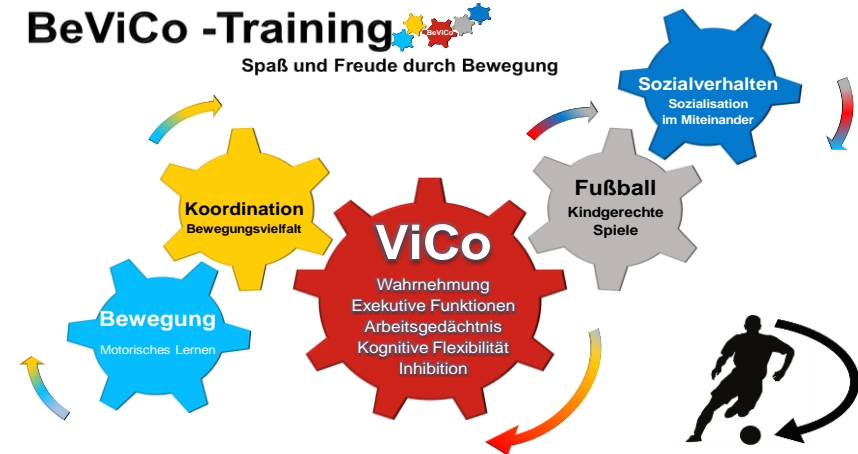 BeViCo -Training
BeViCo
Spaß und Freude durch Bewegung
Sozialverhalten
Sozialisation
im Miteinander
Fußball
Kindgerechte
Spiele
Koordination
Bewegungsvielfalt
ViCo
Wahrnehmung
Exekutive Funktionen
Arbeitsgedächtnis
Kognitive Flexibilität
Inhibition
Bewegung
Motorisches Lernen